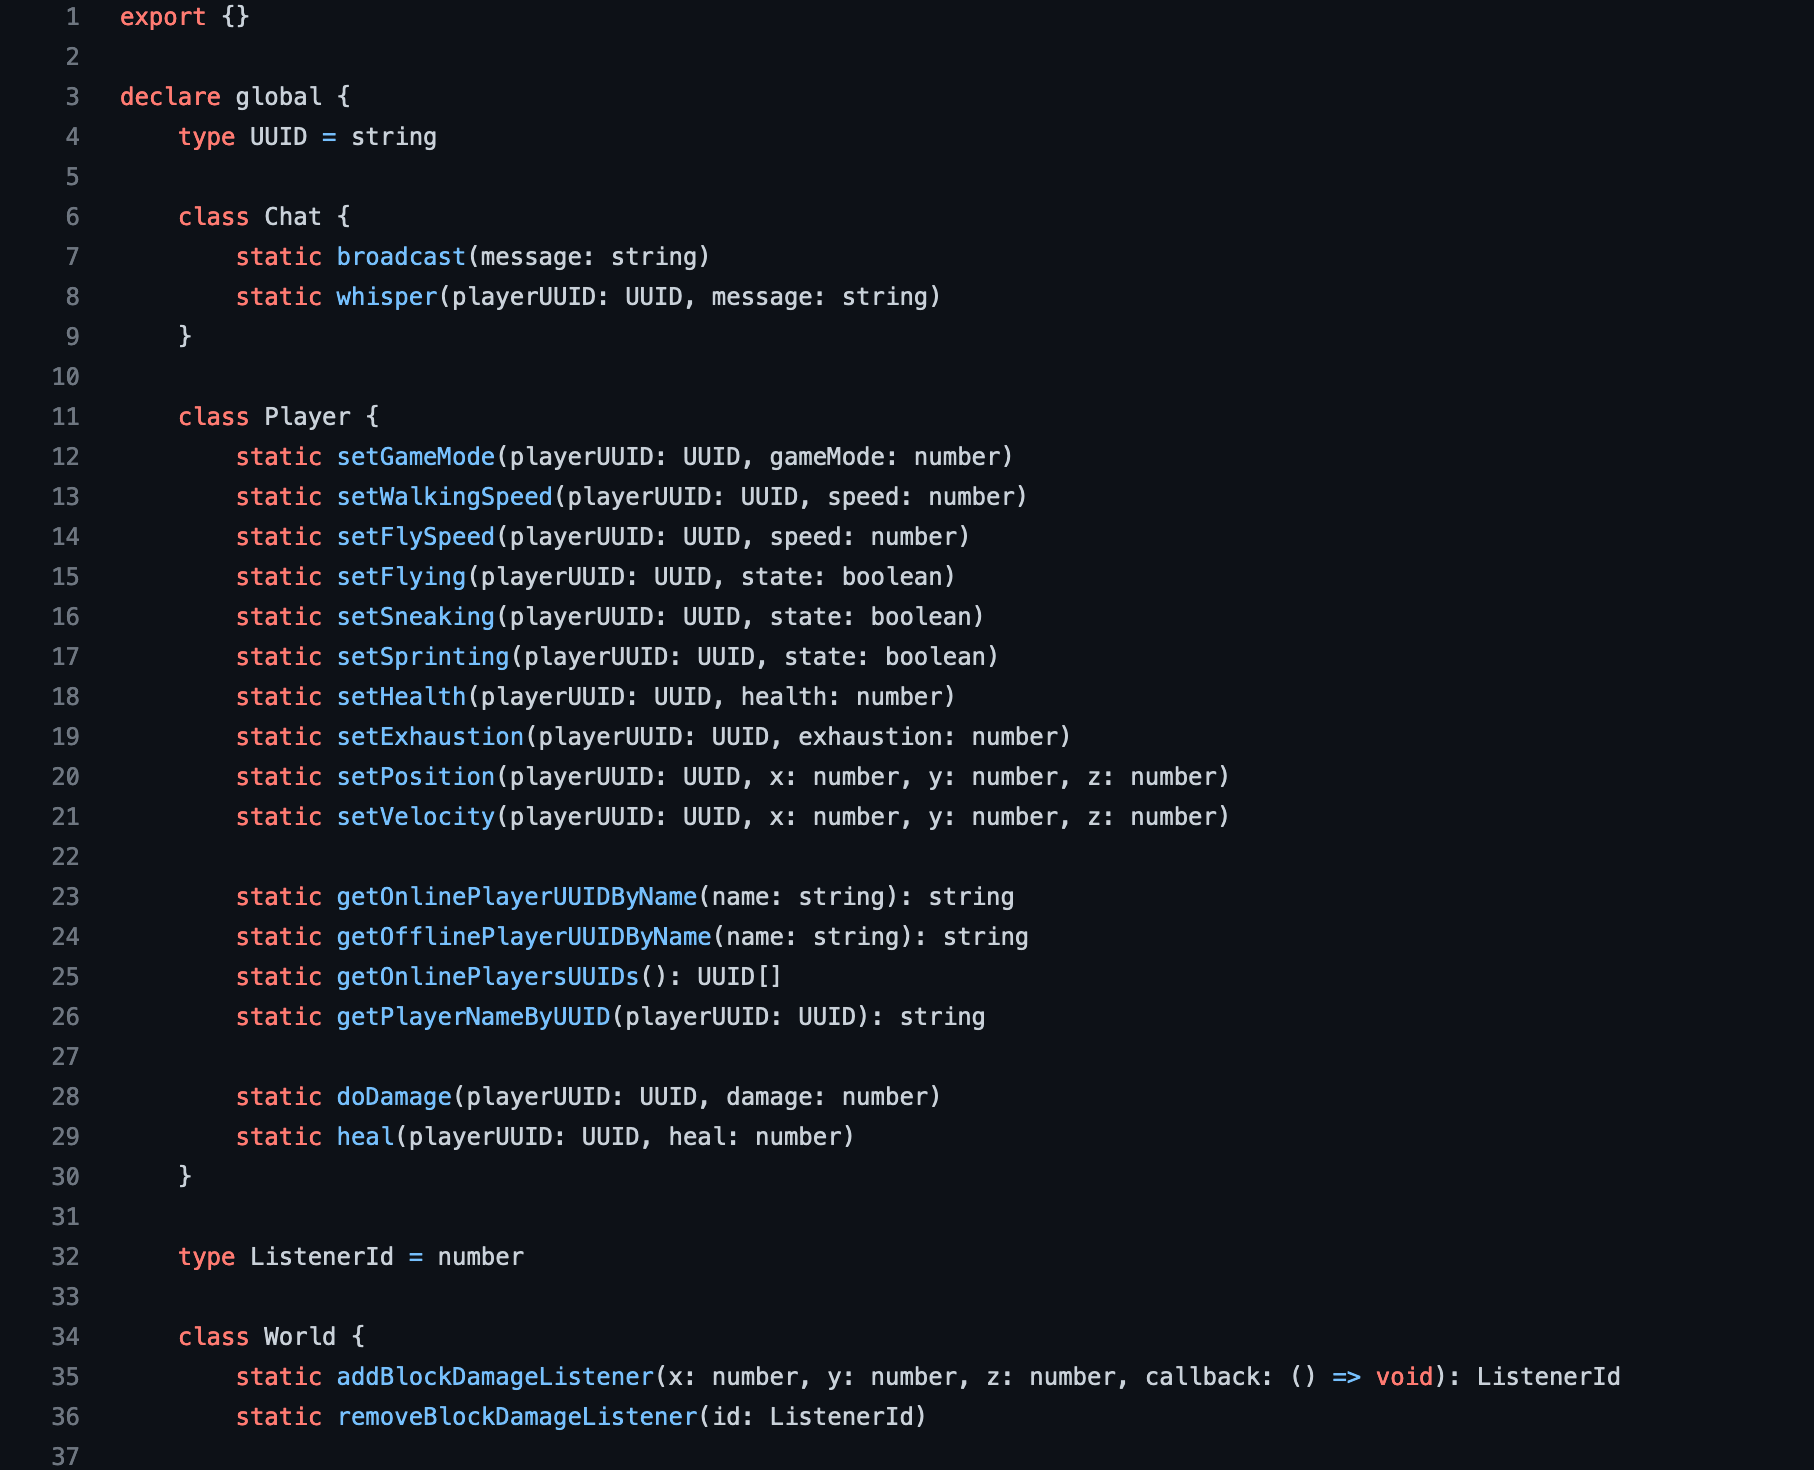 1 export {}
2
3 declare global {
4     type UUID = string
5
6     class Chat {
7         static broadcast(message: string)
8         static whisper(playerUUID: UUID, message: string)
9     }
10
11     class Player {
12         static setGameMode(playerUUID: UUID, gameMode: number)
13         static setWalkingSpeed(playerUUID: UUID, speed: number)
14         static setFlySpeed(playerUUID: UUID, speed: number)
15         static setFlying(playerUUID: UUID, state: boolean)
16         static setSneaking(playerUUID: UUID, state: boolean)
17         static setSprinting(playerUUID: UUID, state: boolean)
18         static setHealth(playerUUID: UUID, health: number)
19         static setExhaustion(playerUUID: UUID, exhaustion: number)
20         static setPosition(playerUUID: UUID, x: number, y: number, z: number)
21         static setVelocity(playerUUID: UUID, x: number, y: number, z: number)
22
23         static getOnlinePlayerUUIDByName(name: string): string
24         static getOfflinePlayerUUIDByName(name: string): string
25         static getOnlinePlayersUUIDs(): UUID[]
26         static getPlayerNameByUUID(playerUUID: UUID): string
27
28         static doDamage(playerUUID: UUID, damage: number)
29         static heal(playerUUID: UUID, heal: number)
30     }
31
32     type ListenerId = number
33
34     class World {
35         static addBlockDamageListener(x: number, y: number, z: number, callback: () => void): ListenerId
36         static removeBlockDamageListener(id: ListenerId)
37